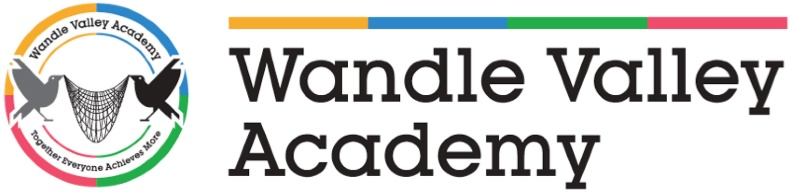 Wandle Valley Academy
Together Everyone Achieves More
Wandle Valley
Academy